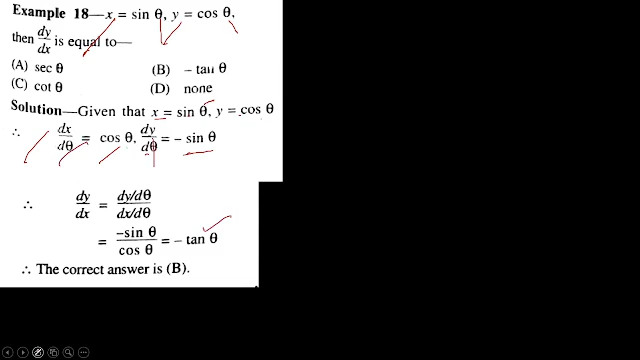 Example 18— x = sin θ, y = cos θ,
then dy/dx is equal to—
(A) sec θ (B) – tan θ
(C) cot θ (D) none
Solution—Given that x = sin θ, y = cos θ
∴ dx/dθ = cos θ, dy/dθ = – sin θ
∴ dy/dx = dy/dθ / dx/dθ
= –sin θ / cos θ = – tan θ
∴ The correct answer is (B).